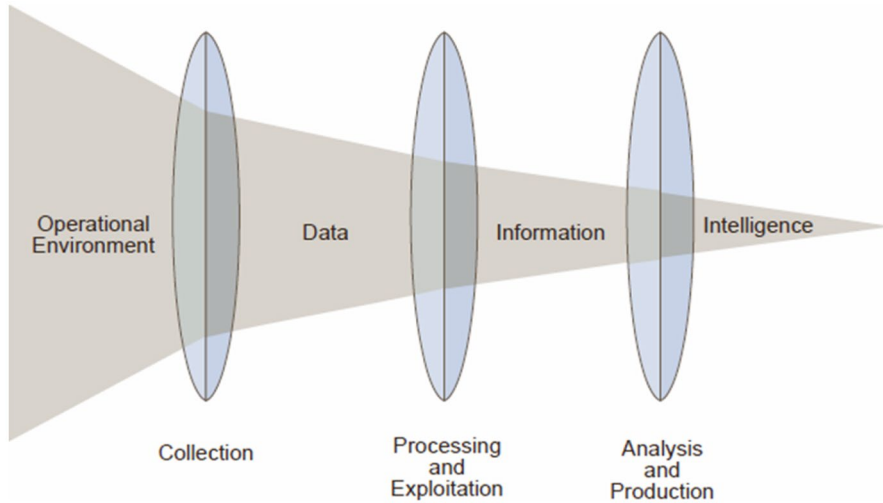 Operational
Environment
Data
Information
Intelligence
Collection
Processing
and
Exploitation
Analysis
and
Production